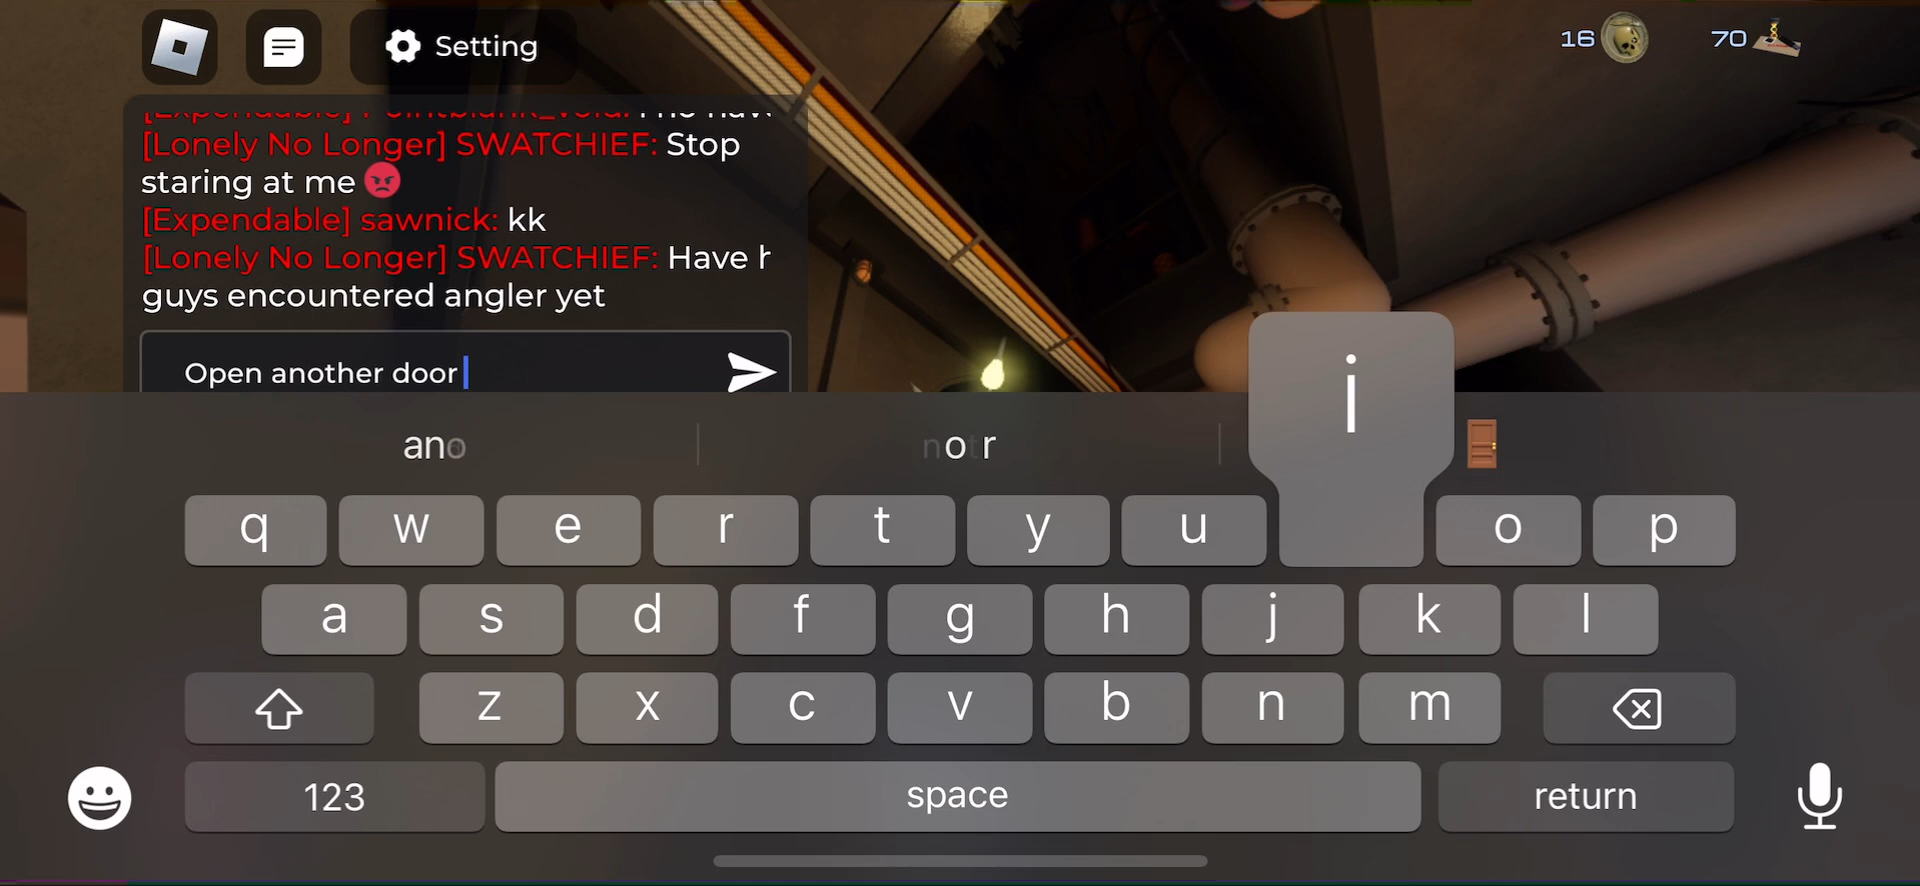 Setting
16
70
[Lonely No Longer] SWATCHIEF: Stop
staring at me 😡
[Expendable] sawnick: kk
[Lonely No Longer] SWATCHIEF: Have
guys encountered angler yet
Open another door
i
q w e r t y u o p
a s d f g h j k l
z x c v b n m
123 space return